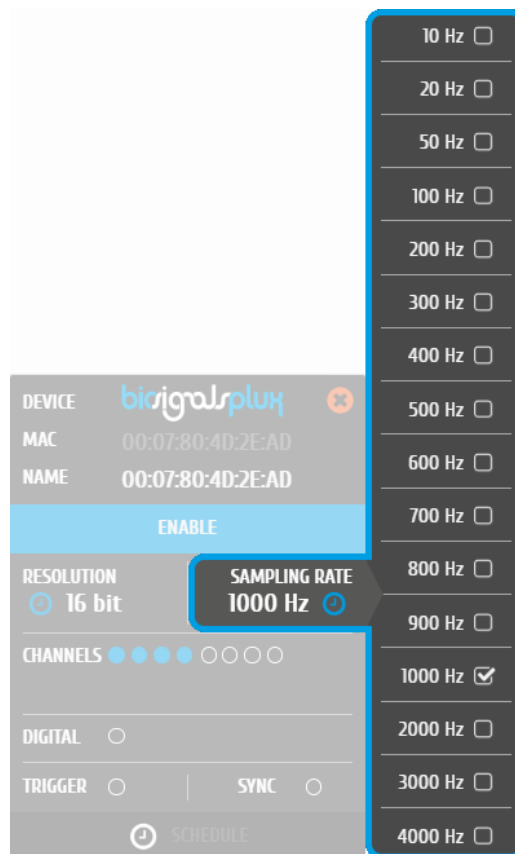 DEVICE biosignalsplux
MAC 00:07:80:4D:2E:AD
NAME 00:07:80:4D:2E:AD
ENABLE
RESOLUTION
16 bit
SAMPLING RATE
1000 Hz
CHANNELS
DIGITAL
TRIGGER SYNC
SCHEDULE
10 Hz
20 Hz
50 Hz
100 Hz
200 Hz
300 Hz
400 Hz
500 Hz
600 Hz
700 Hz
800 Hz
900 Hz
1000 Hz
2000 Hz
3000 Hz
4000 Hz